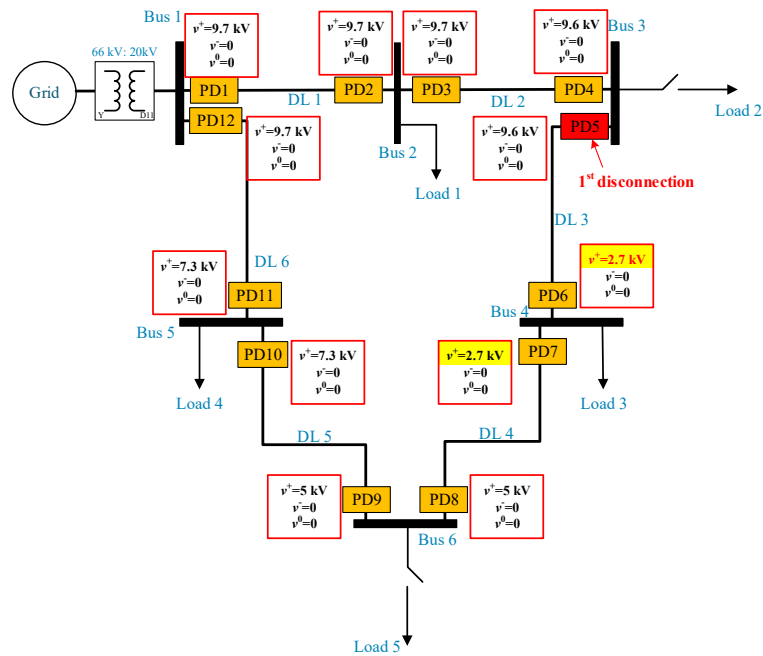 Bus 1
v⁺=9.7 kV
v⁻=0
v⁰=0
v⁺=9.7 kV
v⁻=0
v⁰=0
v⁺=9.7 kV
v⁻=0
v⁰=0
v⁺=9.6 kV
v⁻=0
v⁰=0
Bus 3
66 kV: 20kV
Grid
Y
D11
PD1
DL 1
PD2
PD3
DL 2
PD4
Load 2
PD12
v⁺=9.7 kV
v⁻=0
v⁰=0
Bus 2
Load 1
v⁺=9.6 kV
v⁻=0
v⁰=0
PD5
1st disconnection
DL 3
DL 6
v⁺=7.3 kV
v⁻=0
v⁰=0
PD11
Bus 5
PD10
v⁺=7.3 kV
v⁻=0
v⁰=0
Load 4
v⁺=2.7 kV
v⁻=0
v⁰=0
PD6
Bus 4
PD7
v⁺=2.7 kV
v⁻=0
v⁰=0
Load 3
DL 5
DL 4
v⁺=5 kV
v⁻=0
v⁰=0
PD9
PD8
v⁺=5 kV
v⁻=0
v⁰=0
Bus 6
Load 5